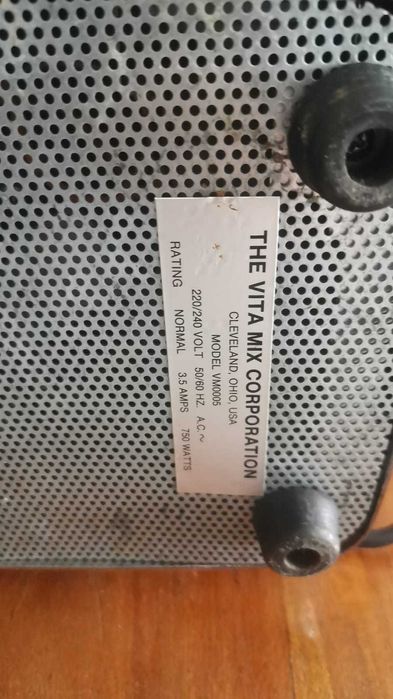 THE VITA MIX CORPORATION
CLEVELAND, OHIO, USA
MODEL VM0005
220/240 VOLT 50/60 HZ. A.C.~
RATING NORMAL 3.5 AMPS 750 WATTS